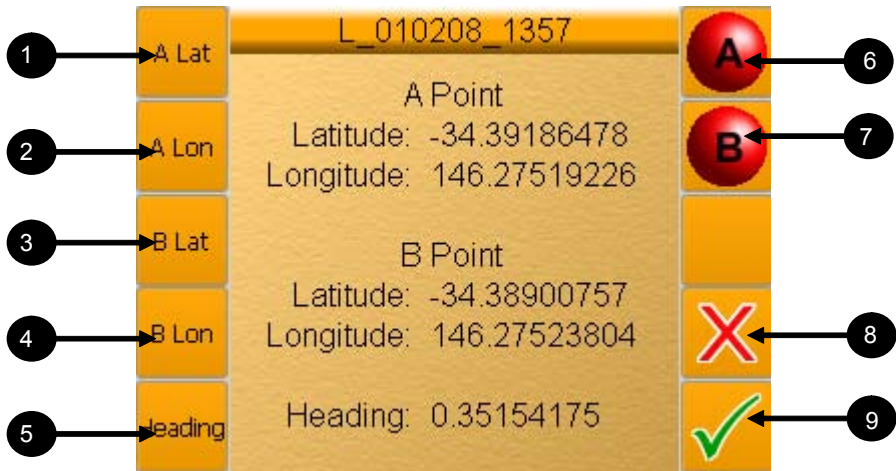 L_010208_1357
1
A Lat
A Point
A
6
Latitude: -34.39186478
2
A Lon
Longitude: 146.27519226
B
7
3
B Lat
B Point
Latitude: -34.38900757
4
B Lon
Longitude: 146.27523804
8
5
Heading
Heading: 0.35154175
9